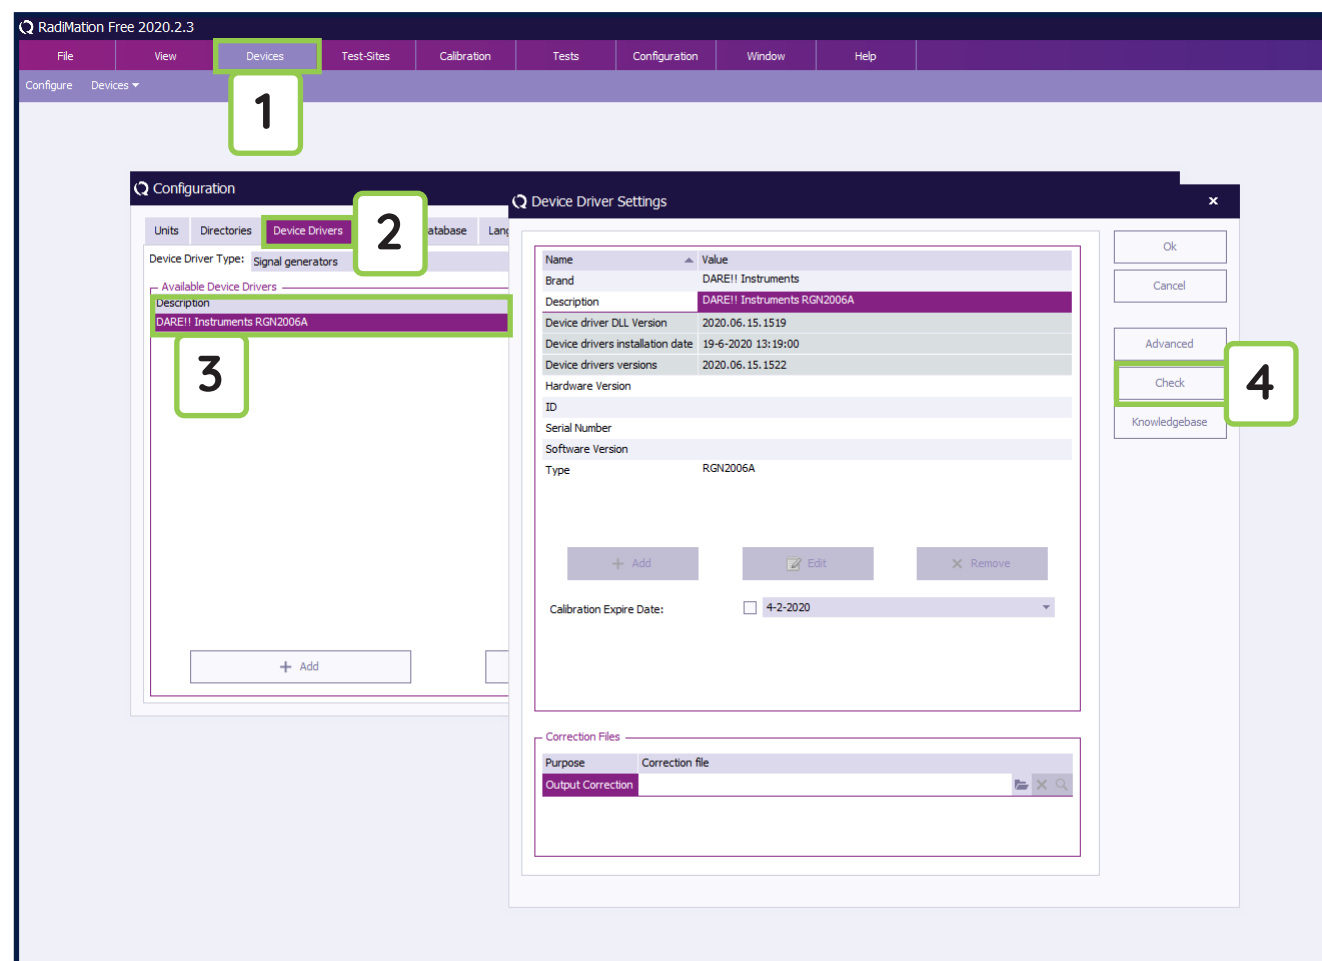 RadiMation Free 2020.2.3
File View Devices Test-Sites Calibration Tests Configuration Window Help
Configure Devices
1
Configuration
Device Driver Settings
2
Units Directories Device Drivers
Device Driver Type: Signal generators
Available Device Drivers
Description
DARE!! Instruments RGN2006A
3
+ Add
Name Value
Brand DARE!! Instruments
Description DARE!! Instruments RGN2006A
Device driver DLL Version 2020.06.15.1519
Device drivers installation date 19-6-2020 13:19:00
Device drivers versions 2020.06.15.1522
Hardware Version
ID
Serial Number
Software Version
Type RGN2006A
+ Add Edit Remove
Calibration Expire Date: 4-2-2020
Correction Files
Purpose Correction file
Output Correction
Ok
Cancel
Advanced
Check
4
Knowledgebase